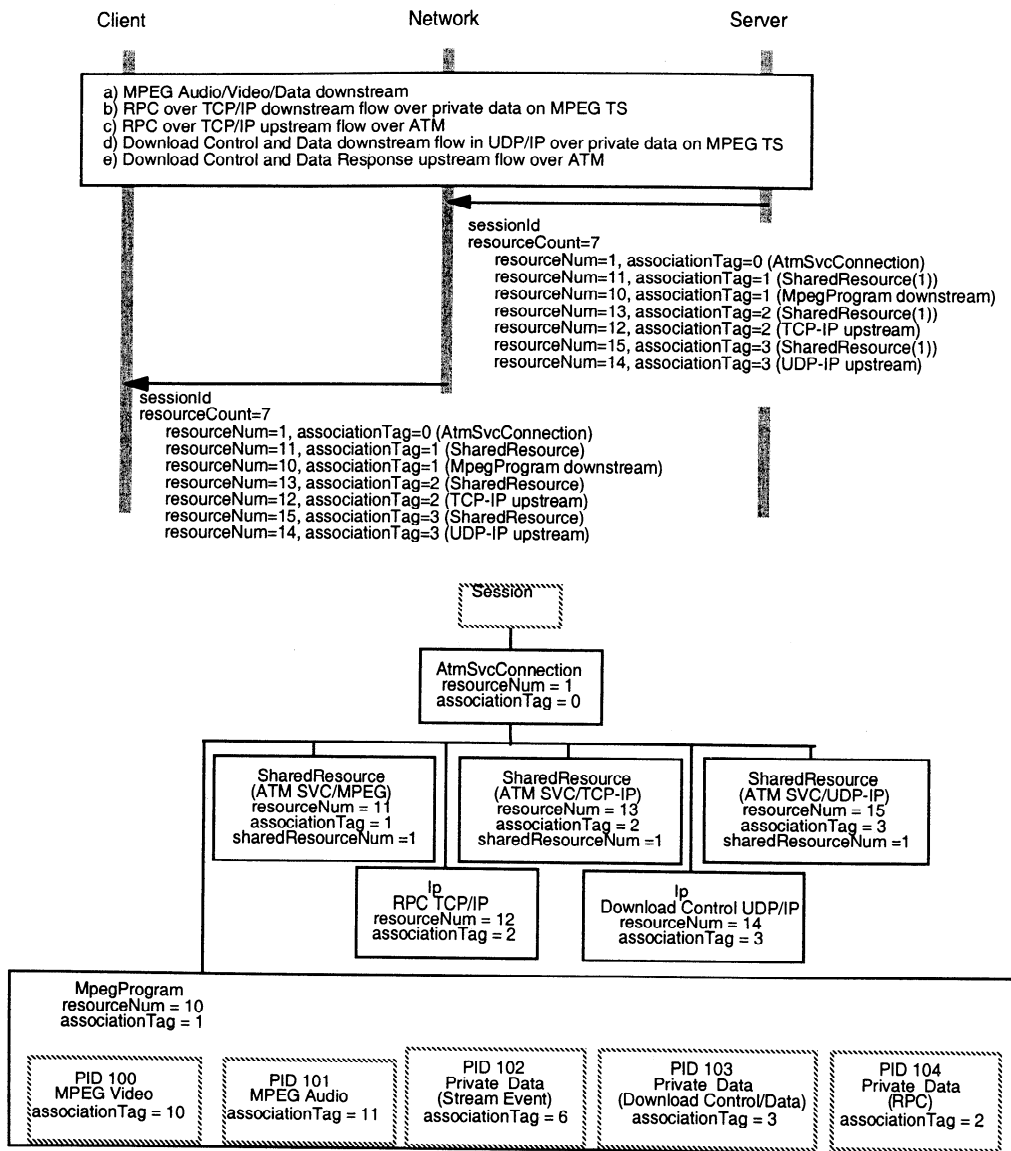 Client
Network
Server
a) MPEG Audio/Video/Data downstream
b) RPC over TCP/IP downstream flow over private data on MPEG TS
c) RPC over TCP/IP upstream flow over ATM
d) Download Control and Data downstream flow in UDP/IP over private data on MPEG TS
e) Download Control and Data Response upstream flow over ATM
sessionId
resourceCount=7
resourceNum=1, associationTag=0 (AtmSvcConnection)
resourceNum=11, associationTag=1 (SharedResource(1))
resourceNum=10, associationTag=1 (MpegProgram downstream)
resourceNum=13, associationTag=2 (SharedResource(1))
resourceNum=12, associationTag=2 (TCP-IP upstream)
resourceNum=15, associationTag=3 (SharedResource(1))
resourceNum=14, associationTag=3 (UDP-IP upstream)
sessionId
resourceCount=7
resourceNum=1, associationTag=0 (AtmSvcConnection)
resourceNum=11, associationTag=1 (SharedResource)
resourceNum=10, associationTag=1 (MpegProgram downstream)
resourceNum=13, associationTag=2 (SharedResource)
resourceNum=12, associationTag=2 (TCP-IP upstream)
resourceNum=15, associationTag=3 (SharedResource)
resourceNum=14, associationTag=3 (UDP-IP upstream)
Session
AtmSvcConnection
resourceNum = 1
associationTag = 0
SharedResource
(ATM SVC/MPEG)
resourceNum = 11
associationTag = 1
sharedResourceNum =1
SharedResource
(ATM SVC/TCP-IP)
resourceNum = 13
associationTag = 2
sharedResourceNum =1
SharedResource
(ATM SVC/UDP-IP)
resourceNum = 15
associationTag = 3
sharedResourceNum =1
Ip
RPC TCP/IP
resourceNum = 12
associationTag = 2
Ip
Download Control UDP/IP
resourceNum = 14
associationTag = 3
MpegProgram
resourceNum = 10
associationTag = 1
PID 100
MPEG Video
associationTag = 10
PID 101
MPEG Audio
associationTag = 11
PID 102
Private Data
(Stream Event)
associationTag = 6
PID 103
Private Data
(Download Control/Data)
associationTag = 3
PID 104
Private Data
(RPC)
associationTag = 2